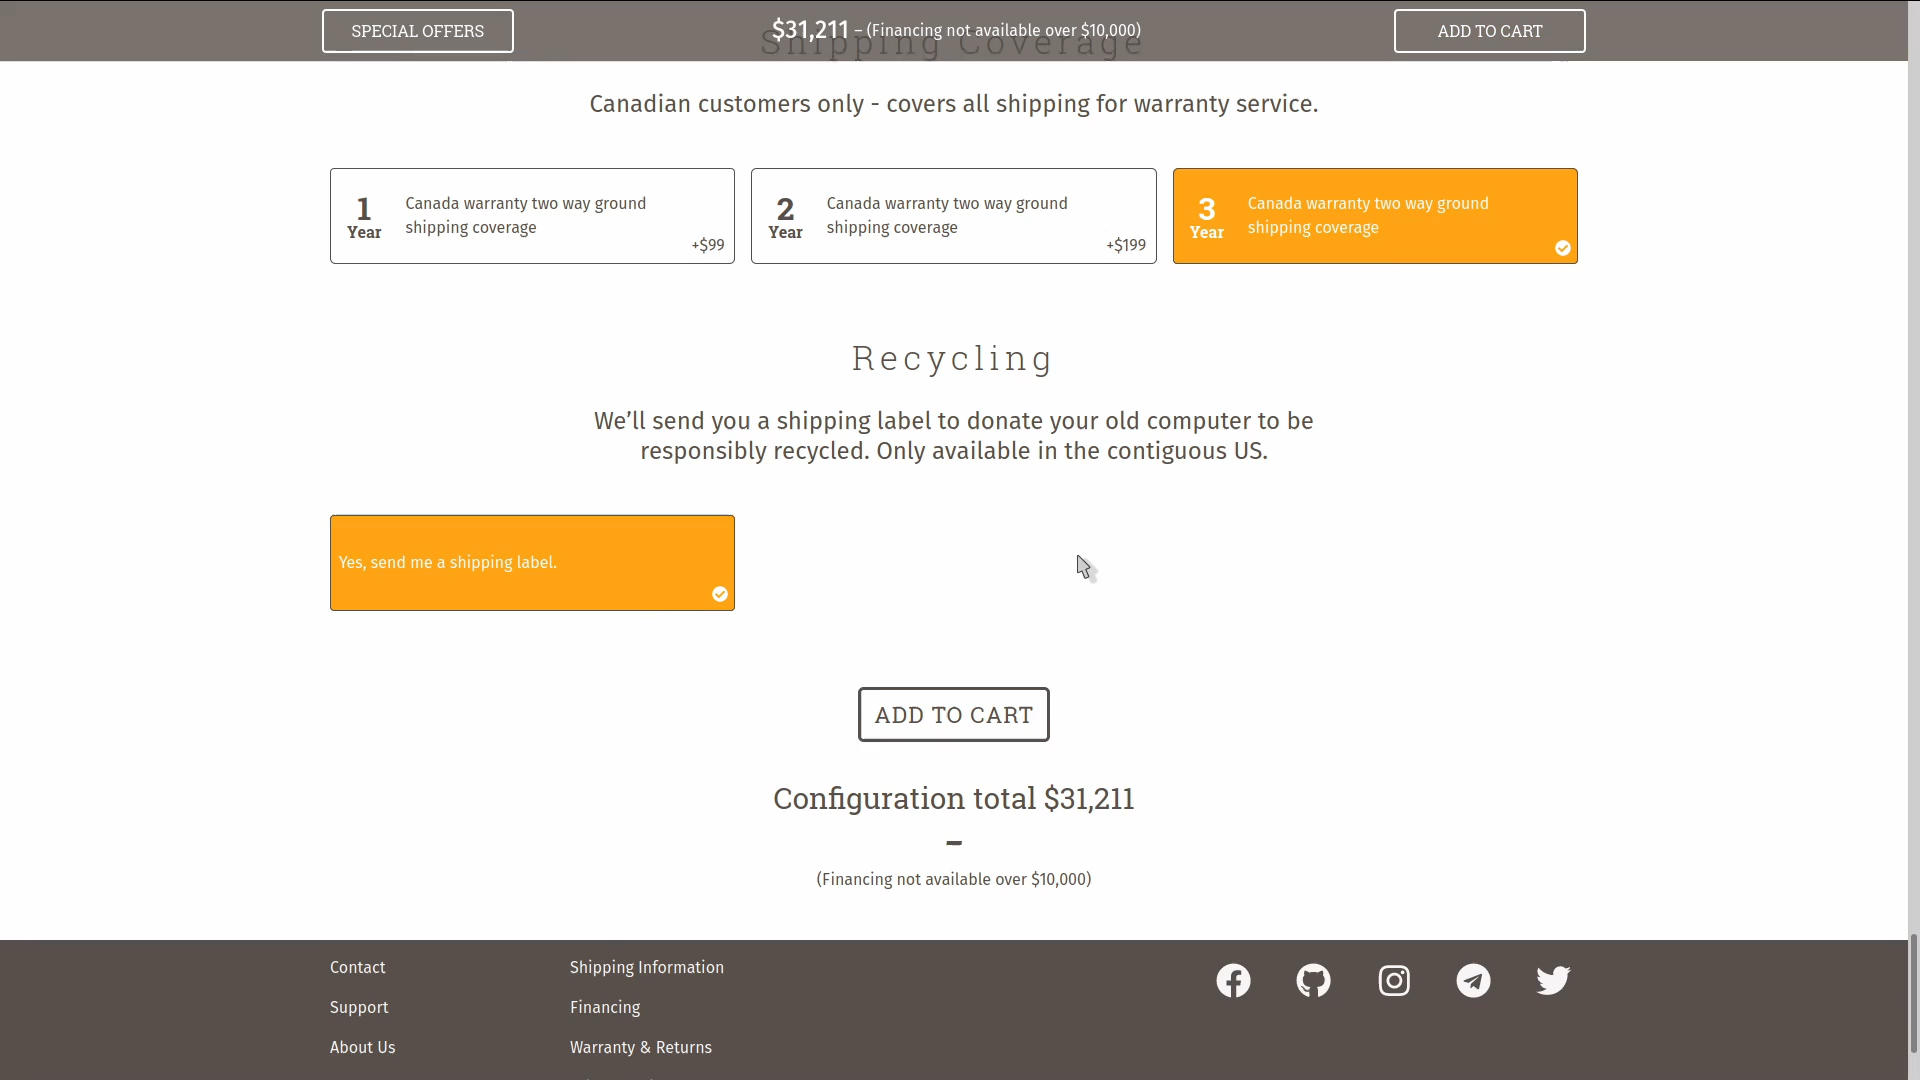 SPECIAL OFFERS
$31,211 – (Financing not available over $10,000)
ADD TO CART
Shipping Coverage
Canadian customers only - covers all shipping for warranty service.
1 Year
Canada warranty two way ground
shipping coverage
+$99
2 Year
Canada warranty two way ground
shipping coverage
+$199
3 Year
Canada warranty two way ground
shipping coverage
Recycling
We’ll send you a shipping label to donate your old computer to be
responsibly recycled. Only available in the contiguous US.
Yes, send me a shipping label.
ADD TO CART
Configuration total $31,211
–
(Financing not available over $10,000)
Contact
Support
About Us
Shipping Information
Financing
Warranty & Returns